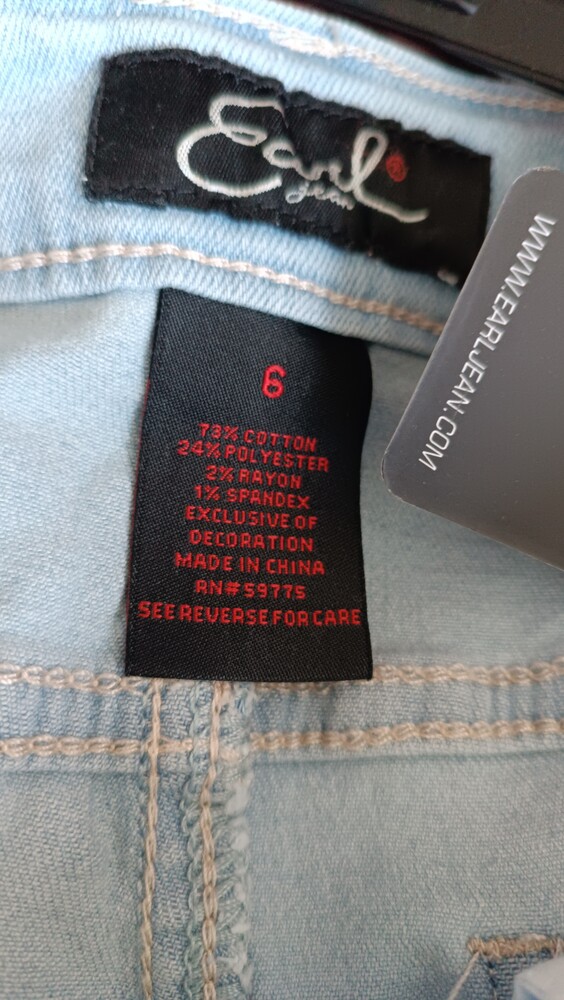 Earl
jean
6
73% COTTON
24% POLYESTER
2% RAYON
1% SPANDEX
EXCLUSIVE OF
DECORATION
MADE IN CHINA
RN#59775
SEE REVERSE FOR CARE
WWW.EARLJEAN.COM